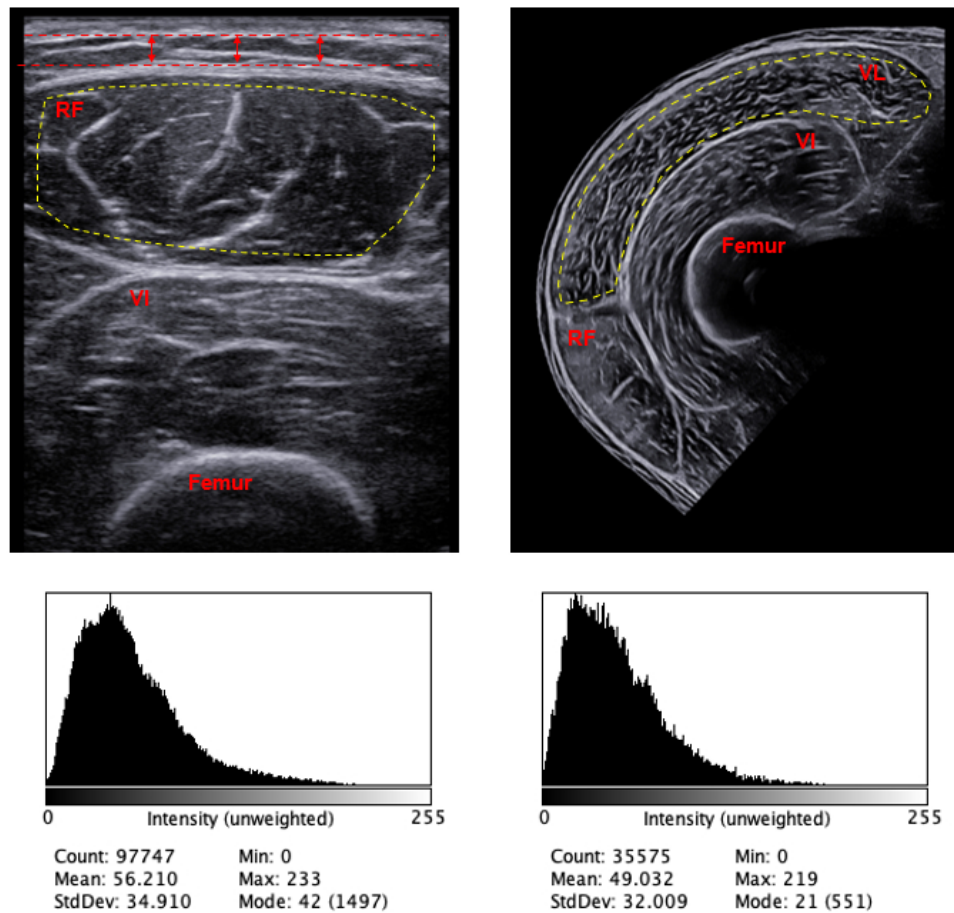 RF
VI
Femur
VL
VI
Femur
RF
0 Intensity (unweighted) 255
Count: 97747 Min: 0
Mean: 56.210 Max: 233
StdDev: 34.910 Mode: 42 (1497)
0 Intensity (unweighted) 255
Count: 35575 Min: 0
Mean: 49.032 Max: 219
StdDev: 32.009 Mode: 21 (551)